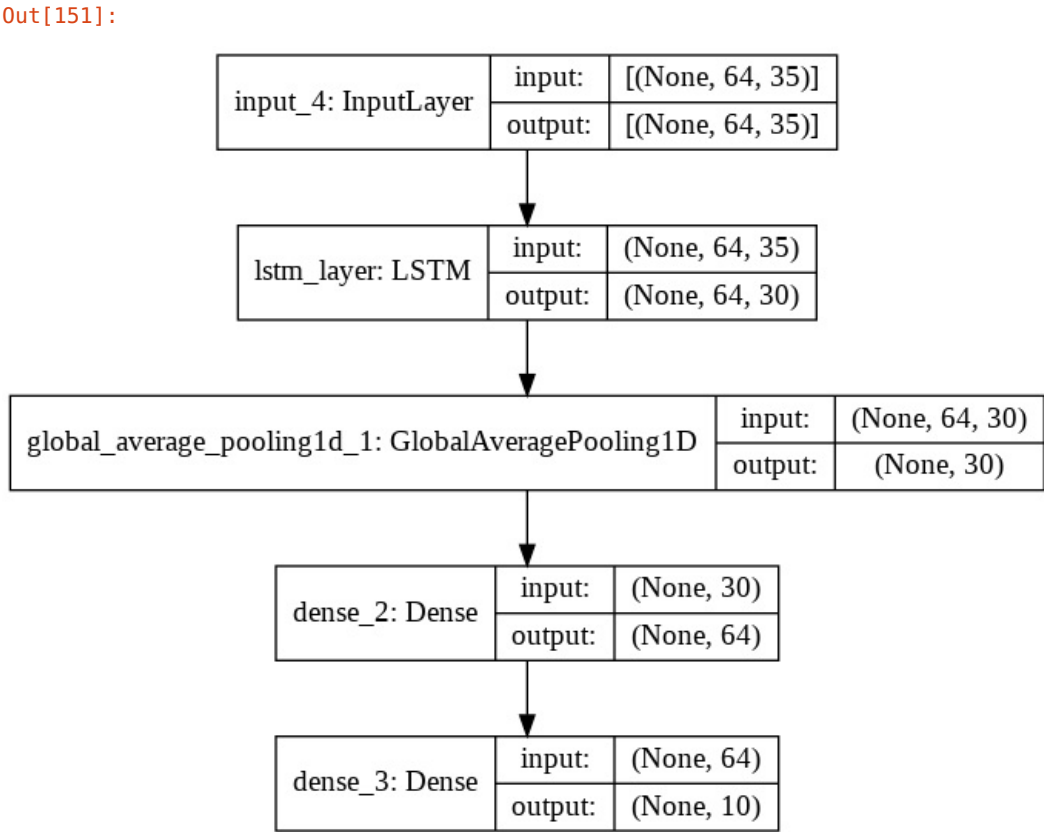 Out[151]:
input_4: InputLayer
input:
[(None, 64, 35)]
output:
[(None, 64, 35)]
lstm_layer: LSTM
input:
(None, 64, 35)
output:
(None, 64, 30)
global_average_pooling1d_1: GlobalAveragePooling1D
input:
(None, 64, 30)
output:
(None, 30)
dense_2: Dense
input:
(None, 30)
output:
(None, 64)
dense_3: Dense
input:
(None, 64)
output:
(None, 10)